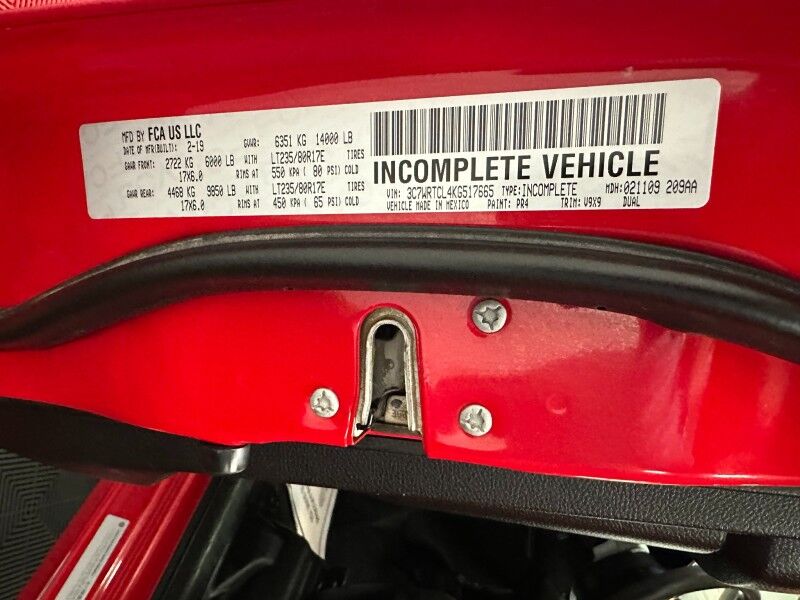 MFD BY FCA US LLC
DATE OF MFR(BUILT): 2-19 GVWR: 6351 KG 14000 LB
GAWR FRONT: 2722 KG 6000 LB LT235/80R17E TIRES
17X6.0 RIMS AT 550 KPA ( 80 PSI) COLD
GAWR REAR: 4468 KG 9850 LB LT235/80R17E TIRES
17X6.0 RIMS AT 450 KPA ( 65 PSI) COLD
INCOMPLETE VEHICLE
VIN: 3C7WRTCL4KG517665 TYPE:INCOMPLETE MDH:021109 209AA
VEHICLE MADE IN MEXICO PAINT: PR4 TRIM: V9X9 DUAL